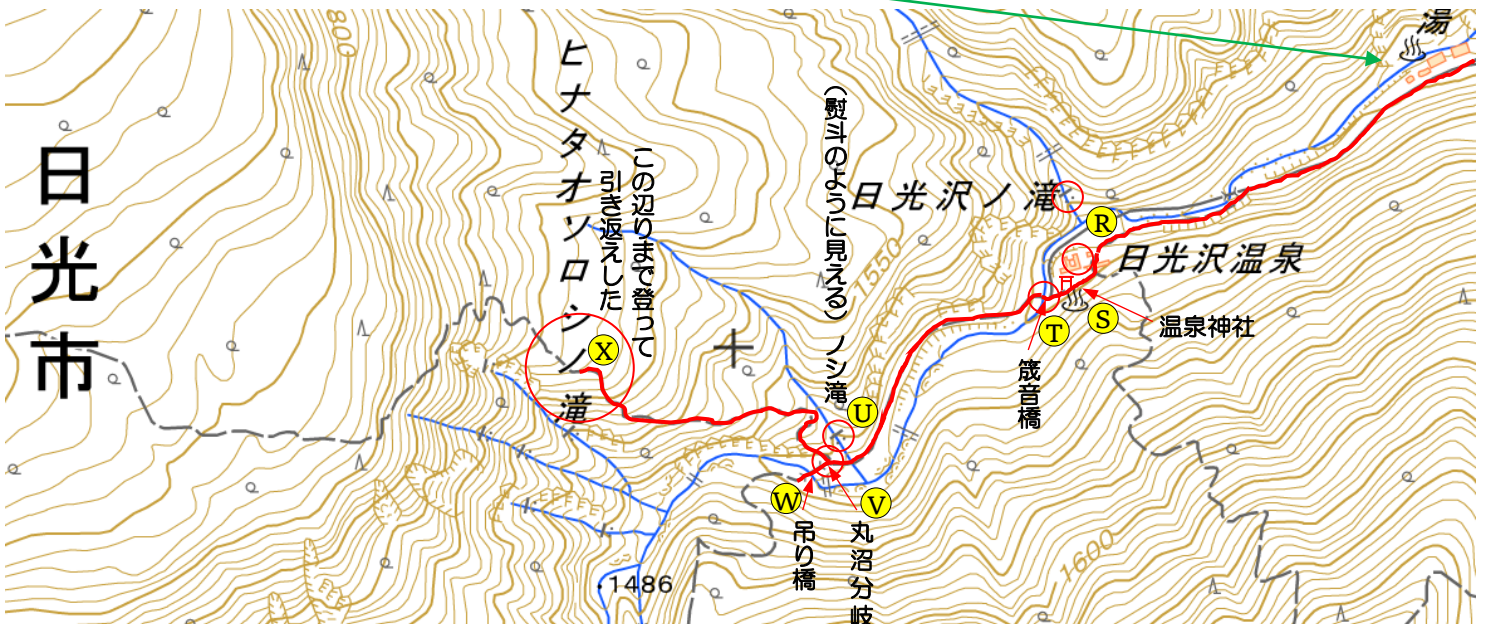 800
湯
日光市
ヒナタオソロシノ滝
この辺りまで登って
引き返えした
（熨斗のように見える）ノシ滝
日光沢ノ滝
R
日光沢温泉
1550
S
温泉神社
T
筬音橋
X
U
W
V
吊り橋
丸沼分岐
1486
1600